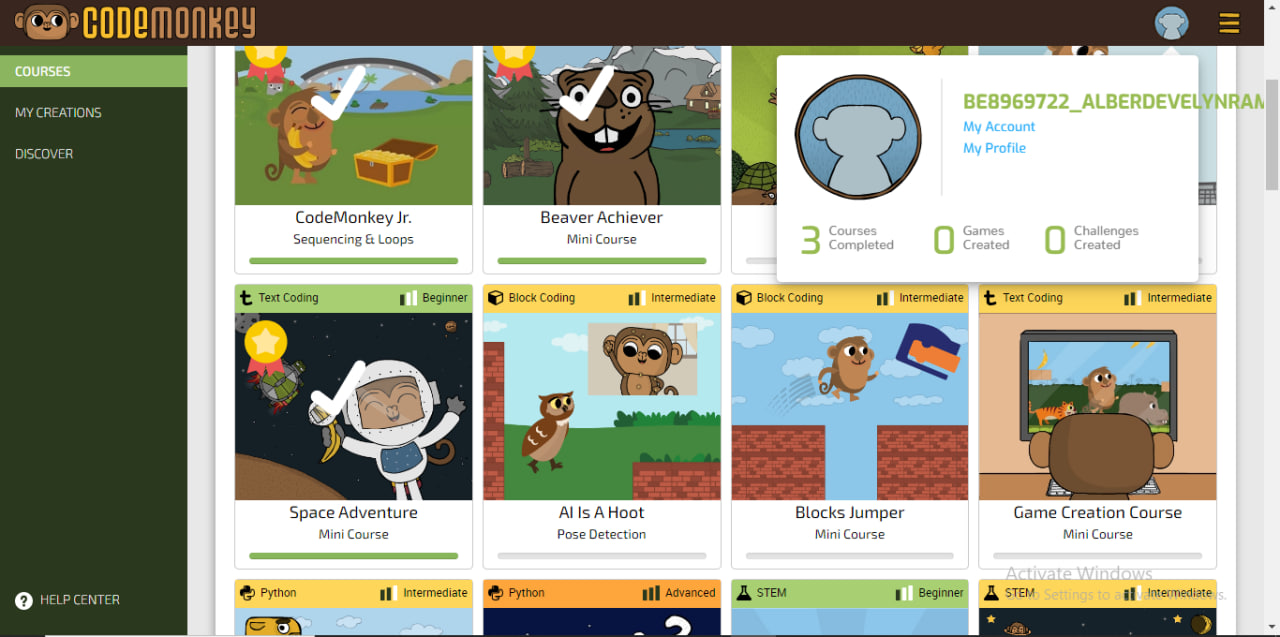 CODEMONKEY
COURSES
MY CREATIONS
DISCOVER
HELP CENTER
BE8969722_ALBERDEVELYNRAM
My Account
My Profile
3 Courses Completed
0 Games Created
0 Challenges Created
CodeMonkey Jr.
Sequencing & Loops
Beaver Achiever
Mini Course
Text Coding Beginner
Block Coding Intermediate
Block Coding Intermediate
Text Coding Intermediate
Space Adventure
Mini Course
AI Is A Hoot
Pose Detection
Blocks Jumper
Mini Course
Game Creation Course
Mini Course
Activate Windows
to Settings to activate Windows.
Python Intermediate
Python Advanced
STEM Beginner
STEM Intermediate